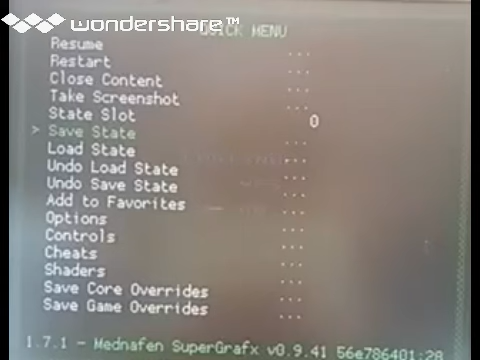 wondershare™
QUICK MENU
Resume ...
Restart ...
Close Content ...
Take Screenshot ...
State Slot 0
> Save State ...
Load State ...
Undo Load State ...
Undo Save State ...
Add to Favorites ...
Options ...
Controls ...
Cheats ...
Shaders ...
Save Core Overrides ...
Save Game Overrides ...
1.7.1 - Mednafen SuperGrafx v0.9.41 56e7864 01:28